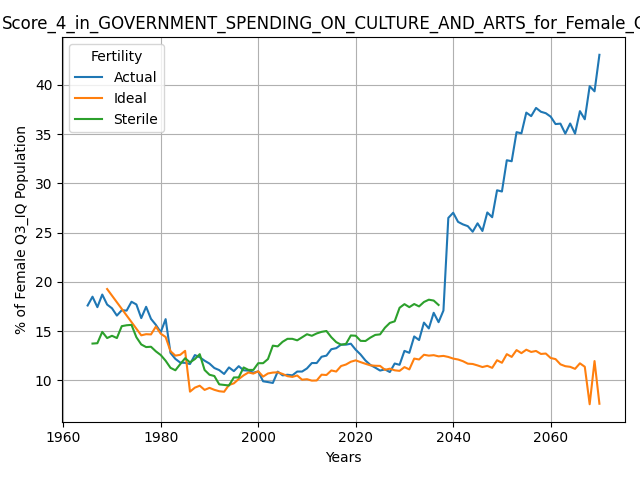 Score_4_in_GOVERNMENT_SPENDING_ON_CULTURE_AND_ARTS_for_Female_
Fertility
Actual
Ideal
Sterile
% of Female Q3_IQ Population
40
35
30
25
20
15
10
1960
1980
2000
2020
2040
2060
Years